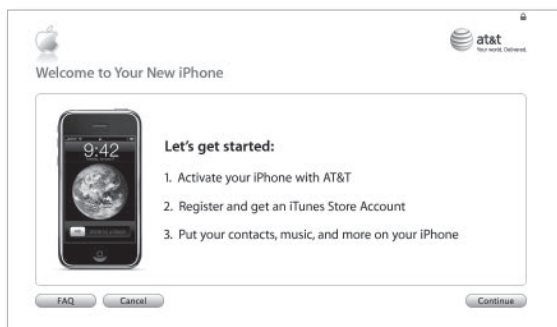 at&t
Your world. Delivered.
Welcome to Your New iPhone
9:42
Let's get started:
1. Activate your iPhone with AT&T
2. Register and get an iTunes Store Account
3. Put your contacts, music, and more on your iPhone
FAQ
Cancel
Continue